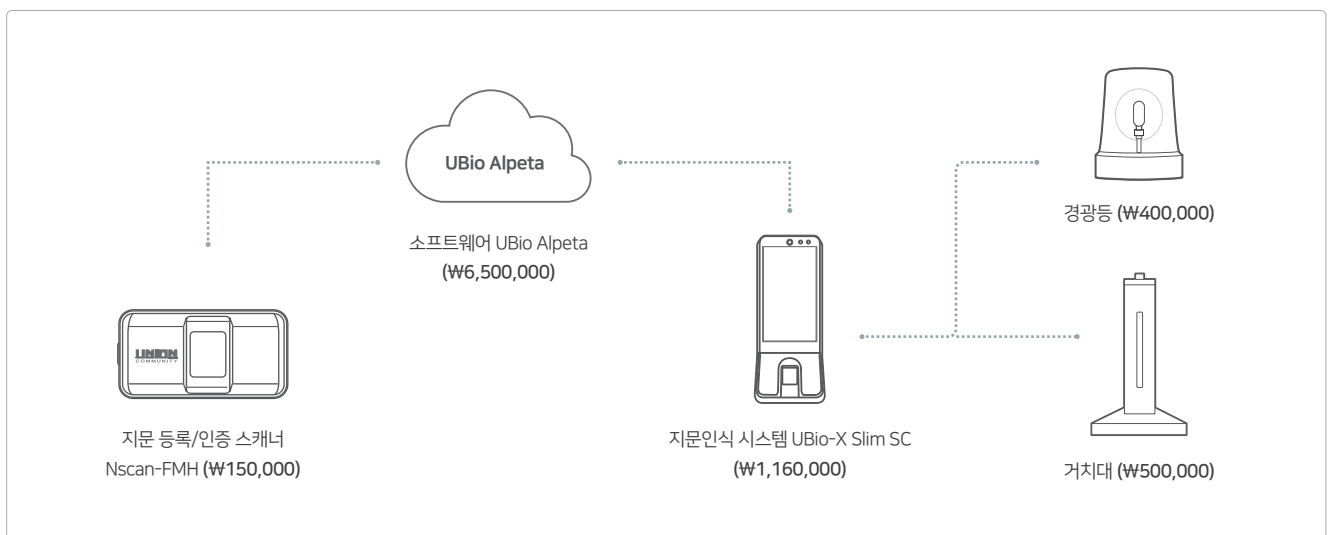 UBio Alpeta
소프트웨어 UBio Alpeta
(₩6,500,000)
UNION
COMMUNITY
지문 등록/인증 스캐너
Nscan-FMH (₩150,000)
지문인식 시스템 UBio-X Slim SC
(₩1,160,000)
경광등 (₩400,000)
거치대 (₩500,000)